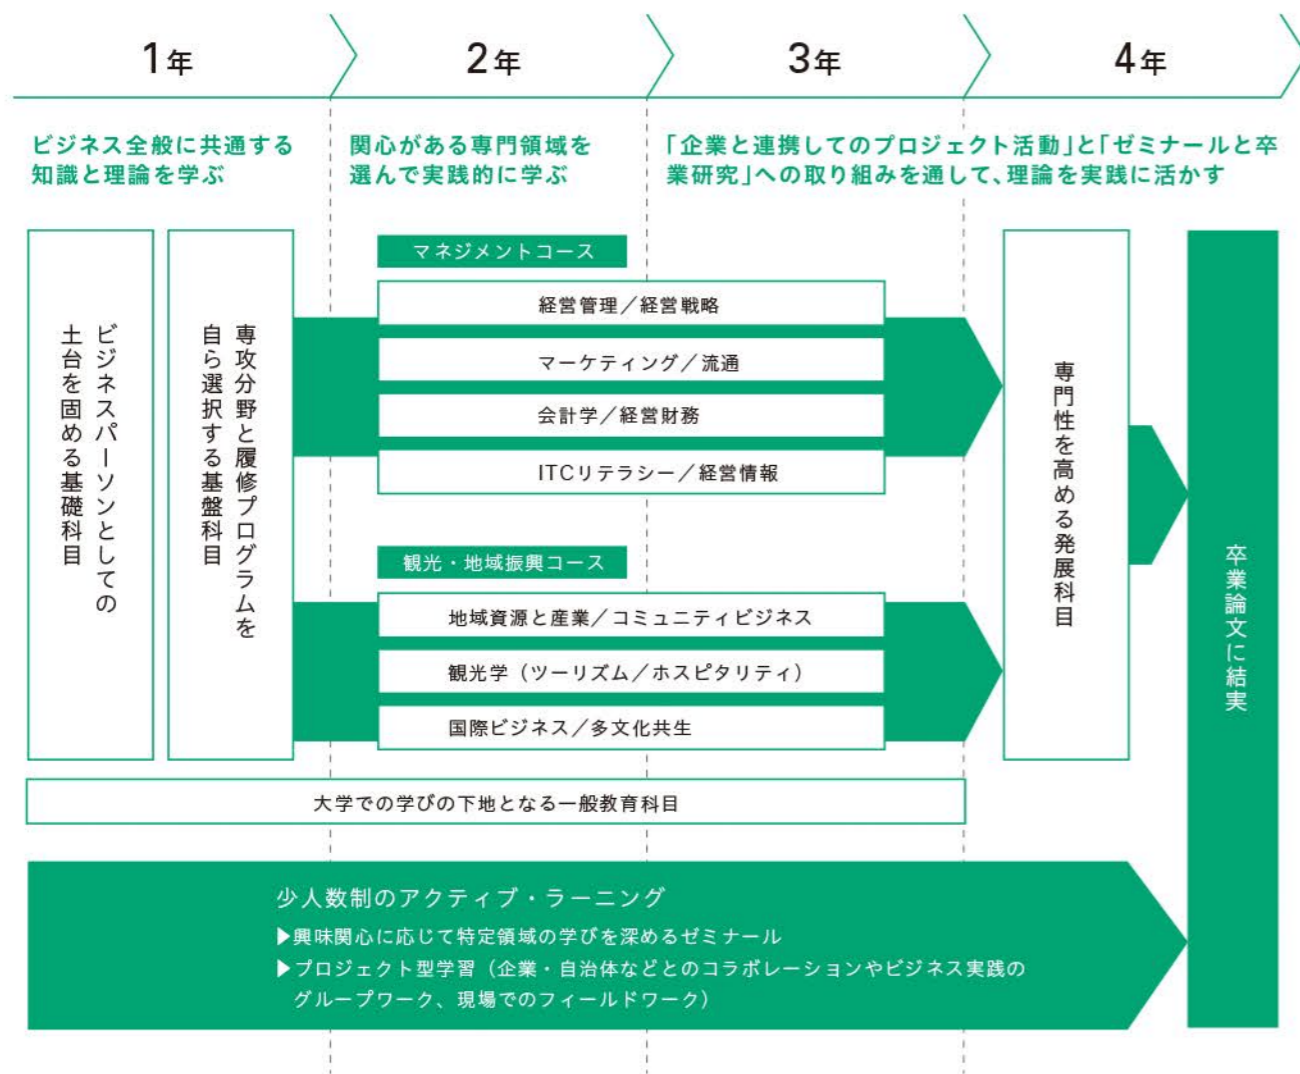 1年
2年
3年
4年
ビジネス全般に共通する
知識と理論を学ぶ
関心がある専門領域を
選んで実践的に学ぶ
「企業と連携してのプロジェクト活動」と「ゼミナールと卒
業研究」への取り組みを通して、理論を実践に活かす
ビジネスパーソンとしての
土台を固める基礎科目
専攻分野と履修プログラムを
自ら選択する基盤科目
マネジメントコース
経営管理／経営戦略
マーケティング／流通
会計学／経営財務
ITCリテラシー／経営情報
観光・地域振興コース
地域資源と産業／コミュニティビジネス
観光学（ツーリズム／ホスピタリティ）
国際ビジネス／多文化共生
専門性を高める発展科目
卒業論文に結実
大学での学びの下地となる一般教育科目
少人数制のアクティブ・ラーニング
▶興味関心に応じて特定領域の学びを深めるゼミナール
▶プロジェクト型学習（企業・自治体などとのコラボレーションやビジネス実践の
グループワーク、現場でのフィールドワーク）